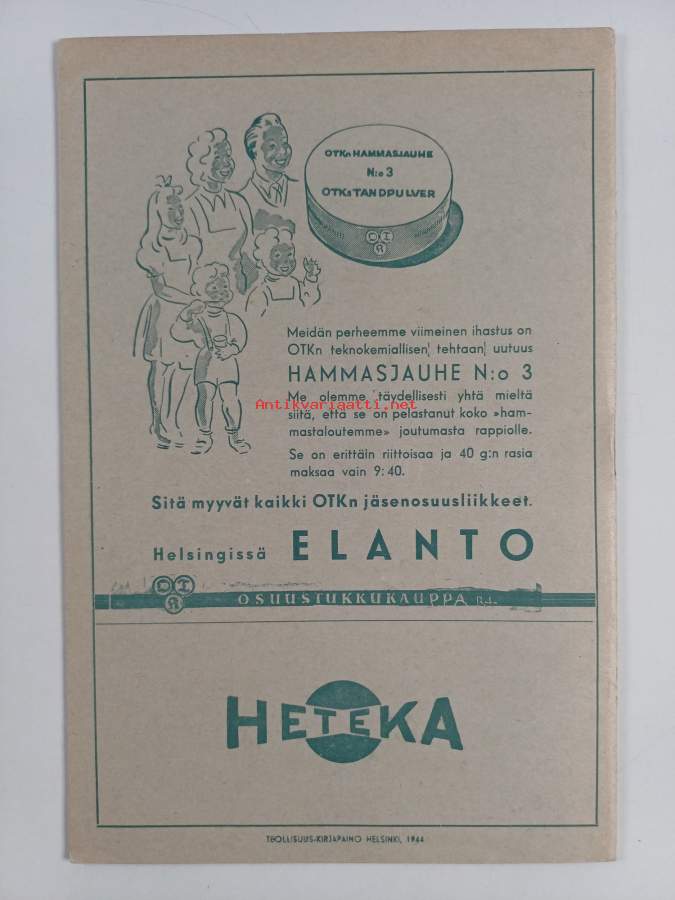 OTKn HAMMASJAUHE
N:o 3
OTKs TANDPULVER
O T
K
Meidän perheemme viimeinen ihastus on
OTKn teknokemiallisen tehtaan uutuus
HAMMASJAUHE N:o 3
Me olemme täydellisesti yhtä mieltä
Antikvariaatti.net
siitä, että se on pelastanut koko »ham-
mastaloutemme» joutumasta rappiolle.
Se on erittäin riittoisaa ja 40 g:n rasia
maksaa vain 9:40.
Sitä myyvät kaikki OTKn jäsenosuusliikkeet.
Helsingissä ELANTO
O T
K
OSUUSTUKKUKAUPPA R.L.
HETEKA
TEOLLISUUS-KIRJAPAINO HELSINKI, 1944